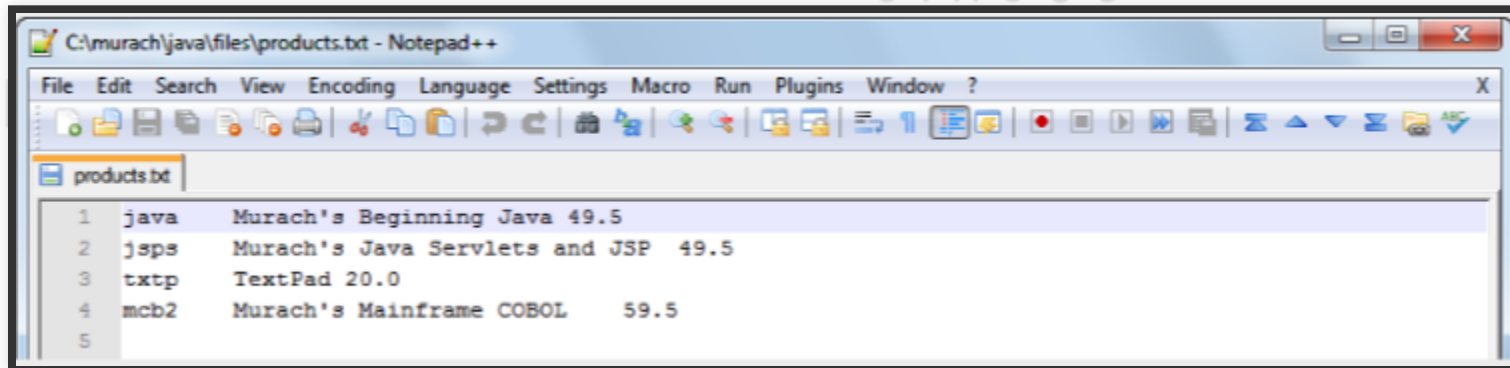 C:\murach\java\files\products.txt - Notepad++
File Edit Search View Encoding Language Settings Macro Run Plugins Window ? X
ABC
products.txt
1 java Murach's Beginning Java 49.5
2 jsps Murach's Java Servlets and JSP 49.5
3 txtp TextPad 20.0
4 mcb2 Murach's Mainframe COBOL 59.5
5